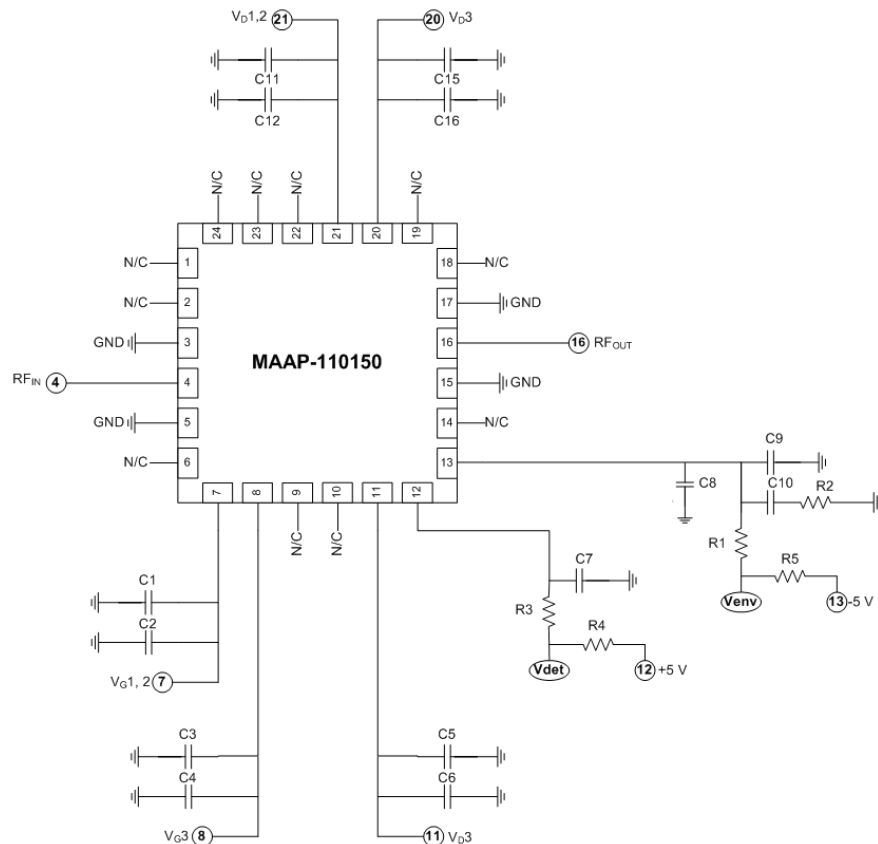 VD1,2 21
20 VD3
C11
C15
C12
C16
N/C
N/C
N/C
N/C
24
23
22
21
20
19
N/C 1
18 N/C
N/C 2
17 GND
GND 3
16
16 RFOUT
MAAP-110150
RFIN 4
4
15 GND
GND 5
14 N/C
N/C 6
13
7
8
9
10
11
12
N/C
N/C
C9
C8
C10
R2
R1
R5
Venv
13 -5 V
C7
R3
R4
Vdet
12 +5 V
C1
C2
VG1, 2 7
C3
C5
C4
C6
VG3 8
11 VD3